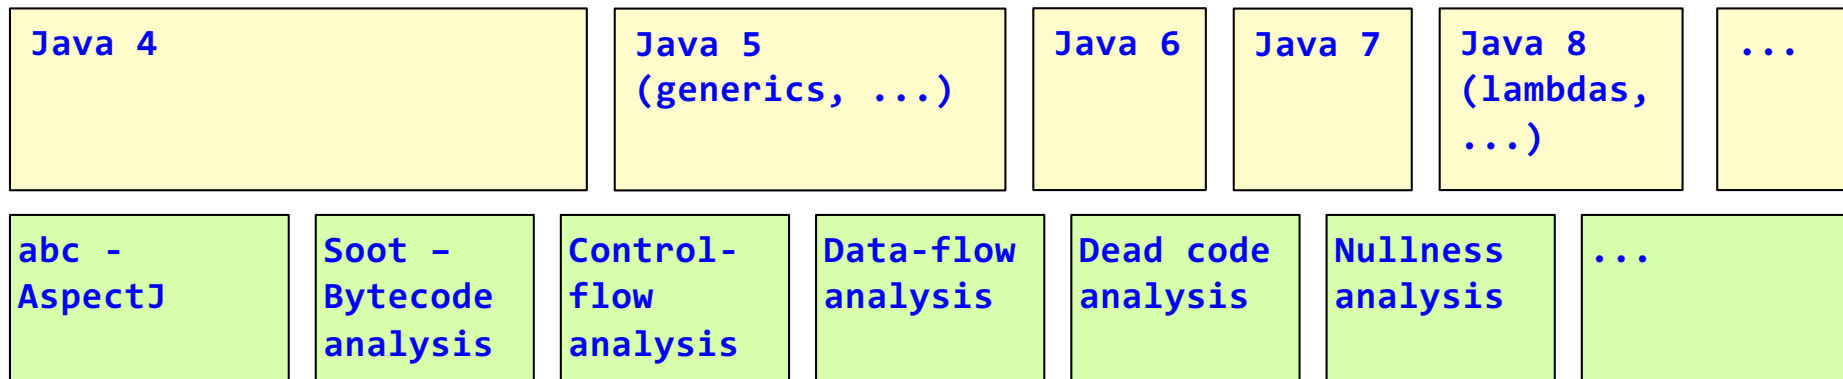 Java 4
Java 5
(generics, ...)
Java 6
Java 7
Java 8
(lambdas,
...)
...
abc -
AspectJ
Soot –
Bytecode
analysis
Control-
flow
analysis
Data-flow
analysis
Dead code
analysis
Nullness
analysis
...